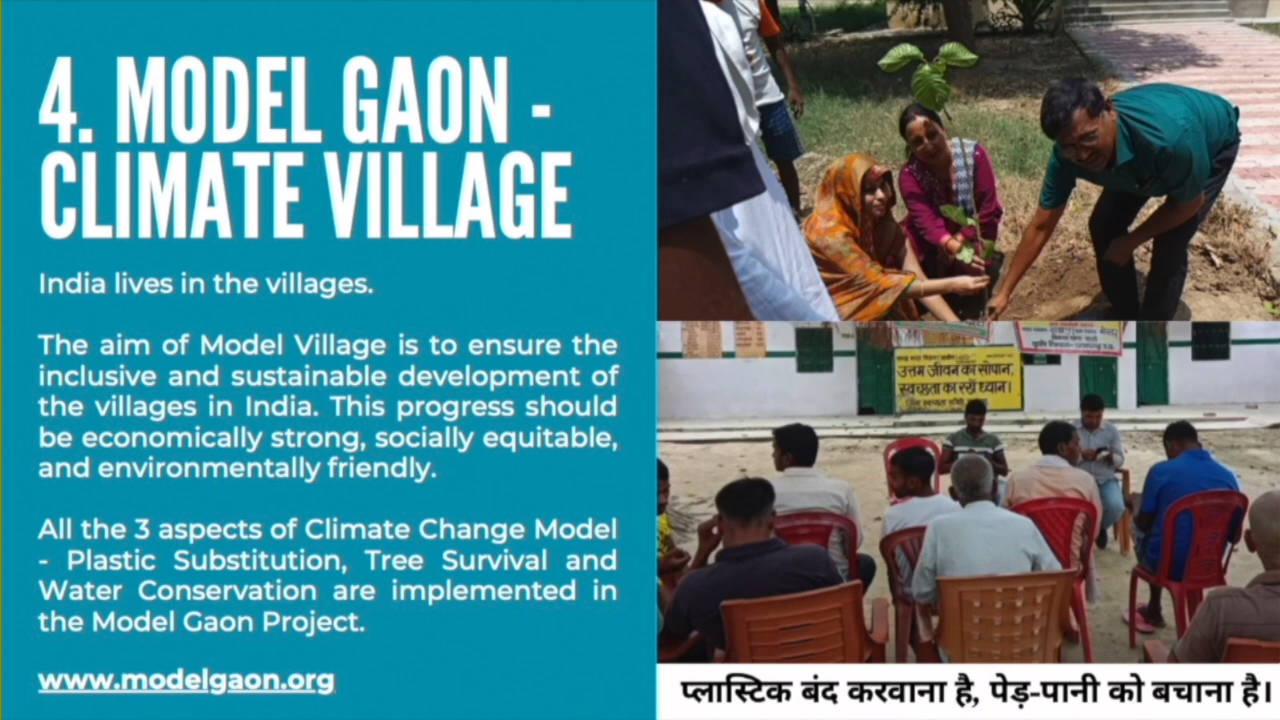 4. MODEL GAON -
CLIMATE VILLAGE
India lives in the villages.
The aim of Model Village is to ensure the
inclusive and sustainable development of
the villages in India. This progress should
be economically strong, socially equitable,
and environmentally friendly.
All the 3 aspects of Climate Change Model
- Plastic Substitution, Tree Survival and
Water Conservation are implemented in
the Model Gaon Project.
www.modelgaon.org
उत्तम जीवन का सोपान,
स्वच्छता का रखें ध्यान।
प्लास्टिक बंद करवाना है, पेड़-पानी को बचाना है।